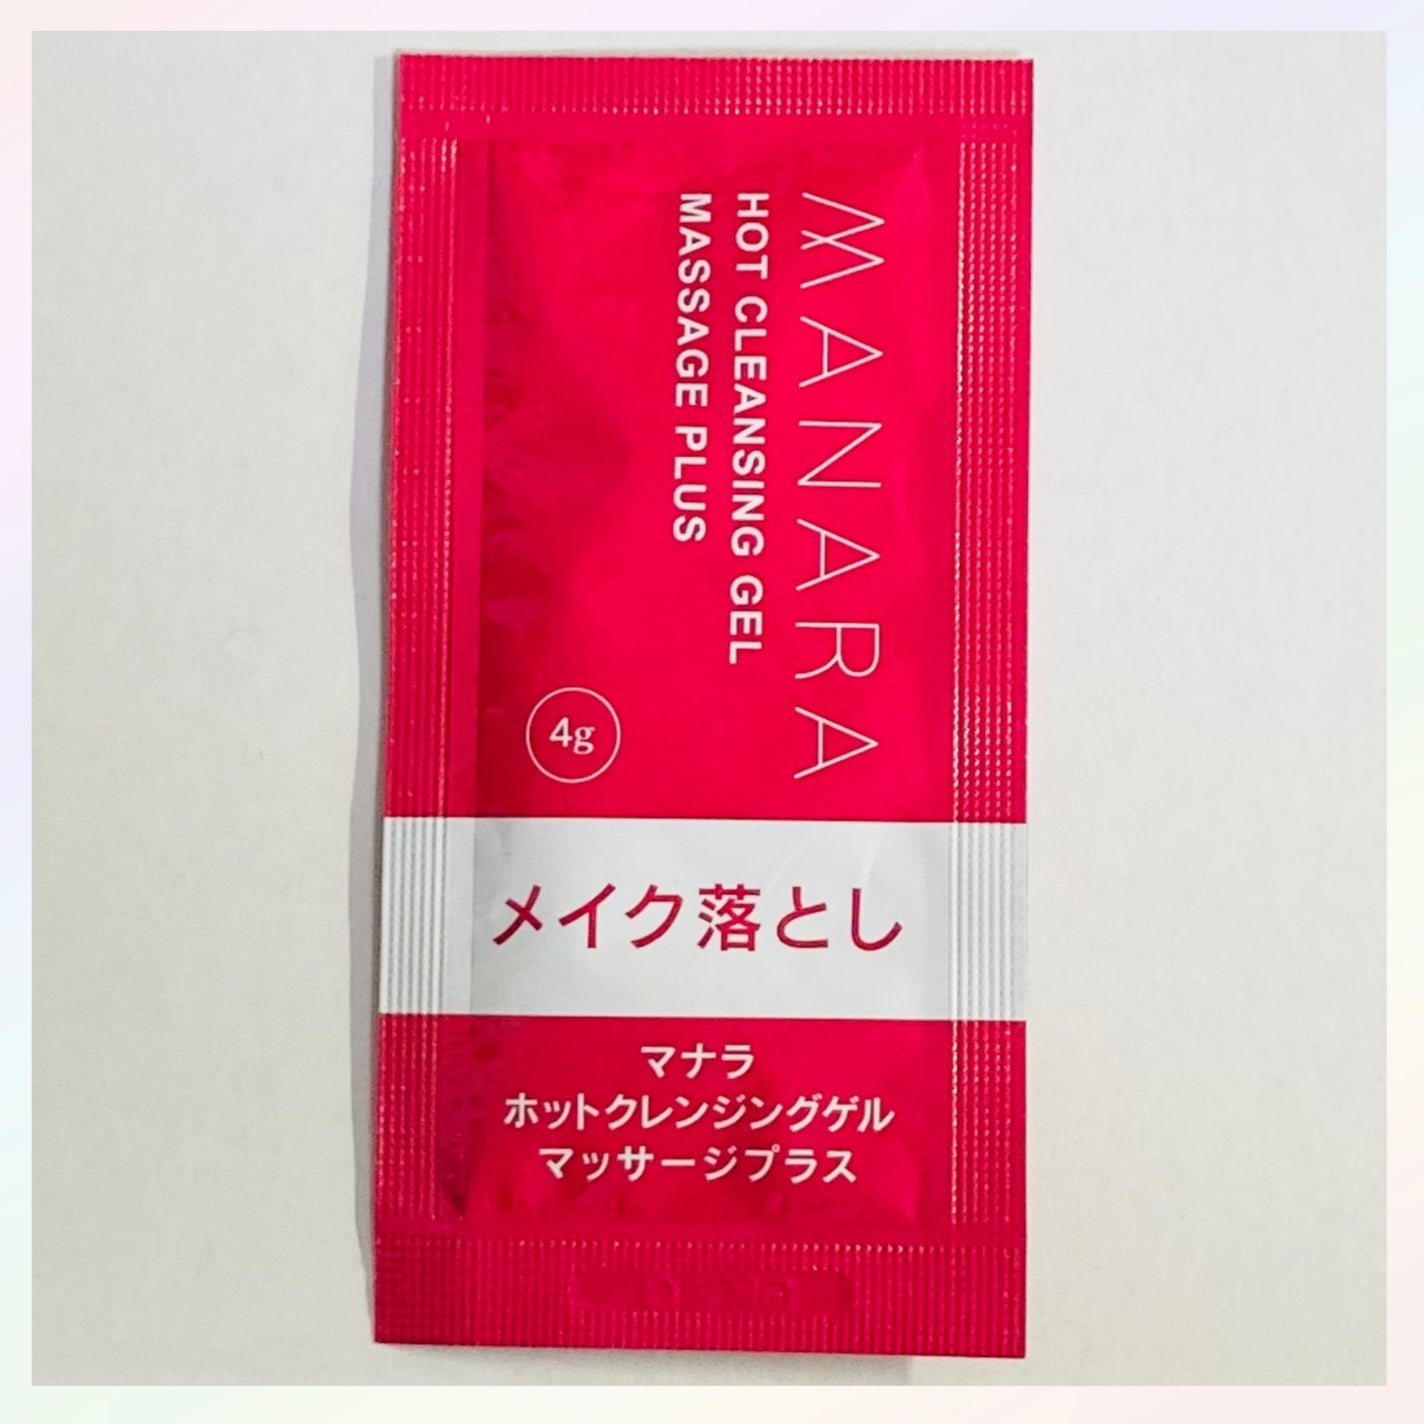 MANARA
HOT CLEANSING GEL
MASSAGE PLUS
4g
メイク落とし
マナラ
ホットクレンジングゲル
マッサージプラス